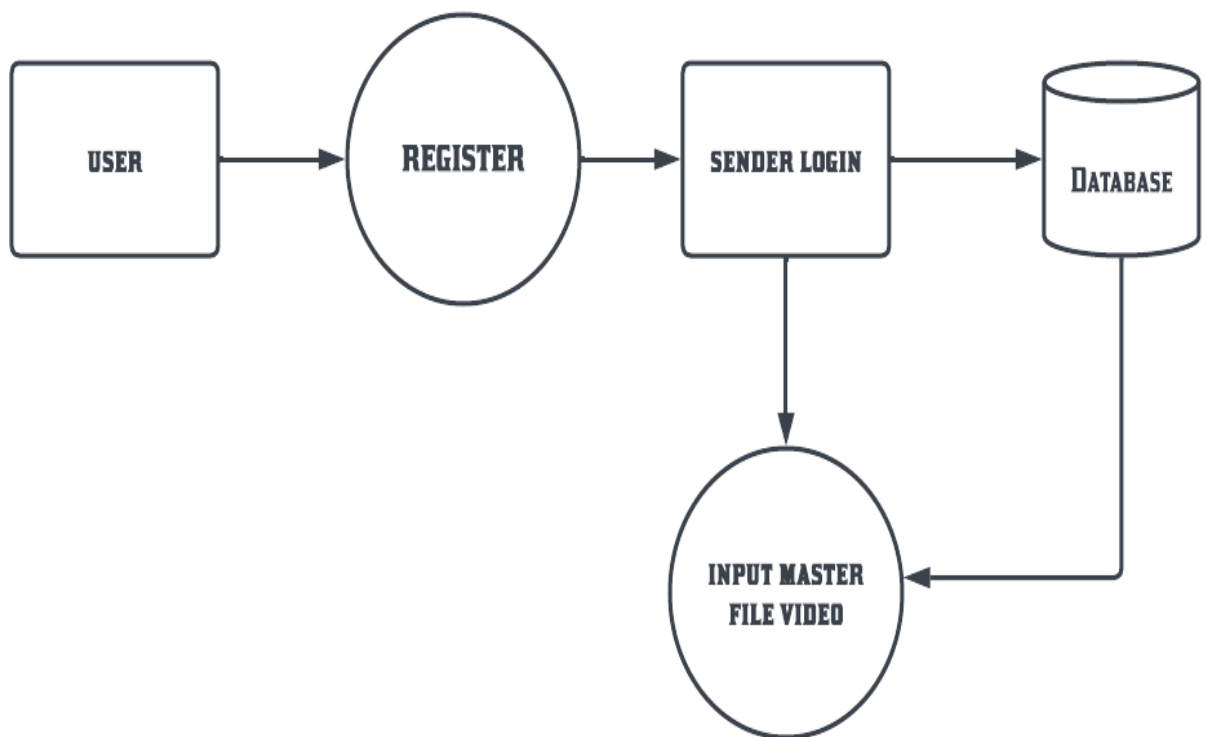 USER
REGISTER
SENDER LOGIN
DATABASE
INPUT MASTER
FILE VIDEO